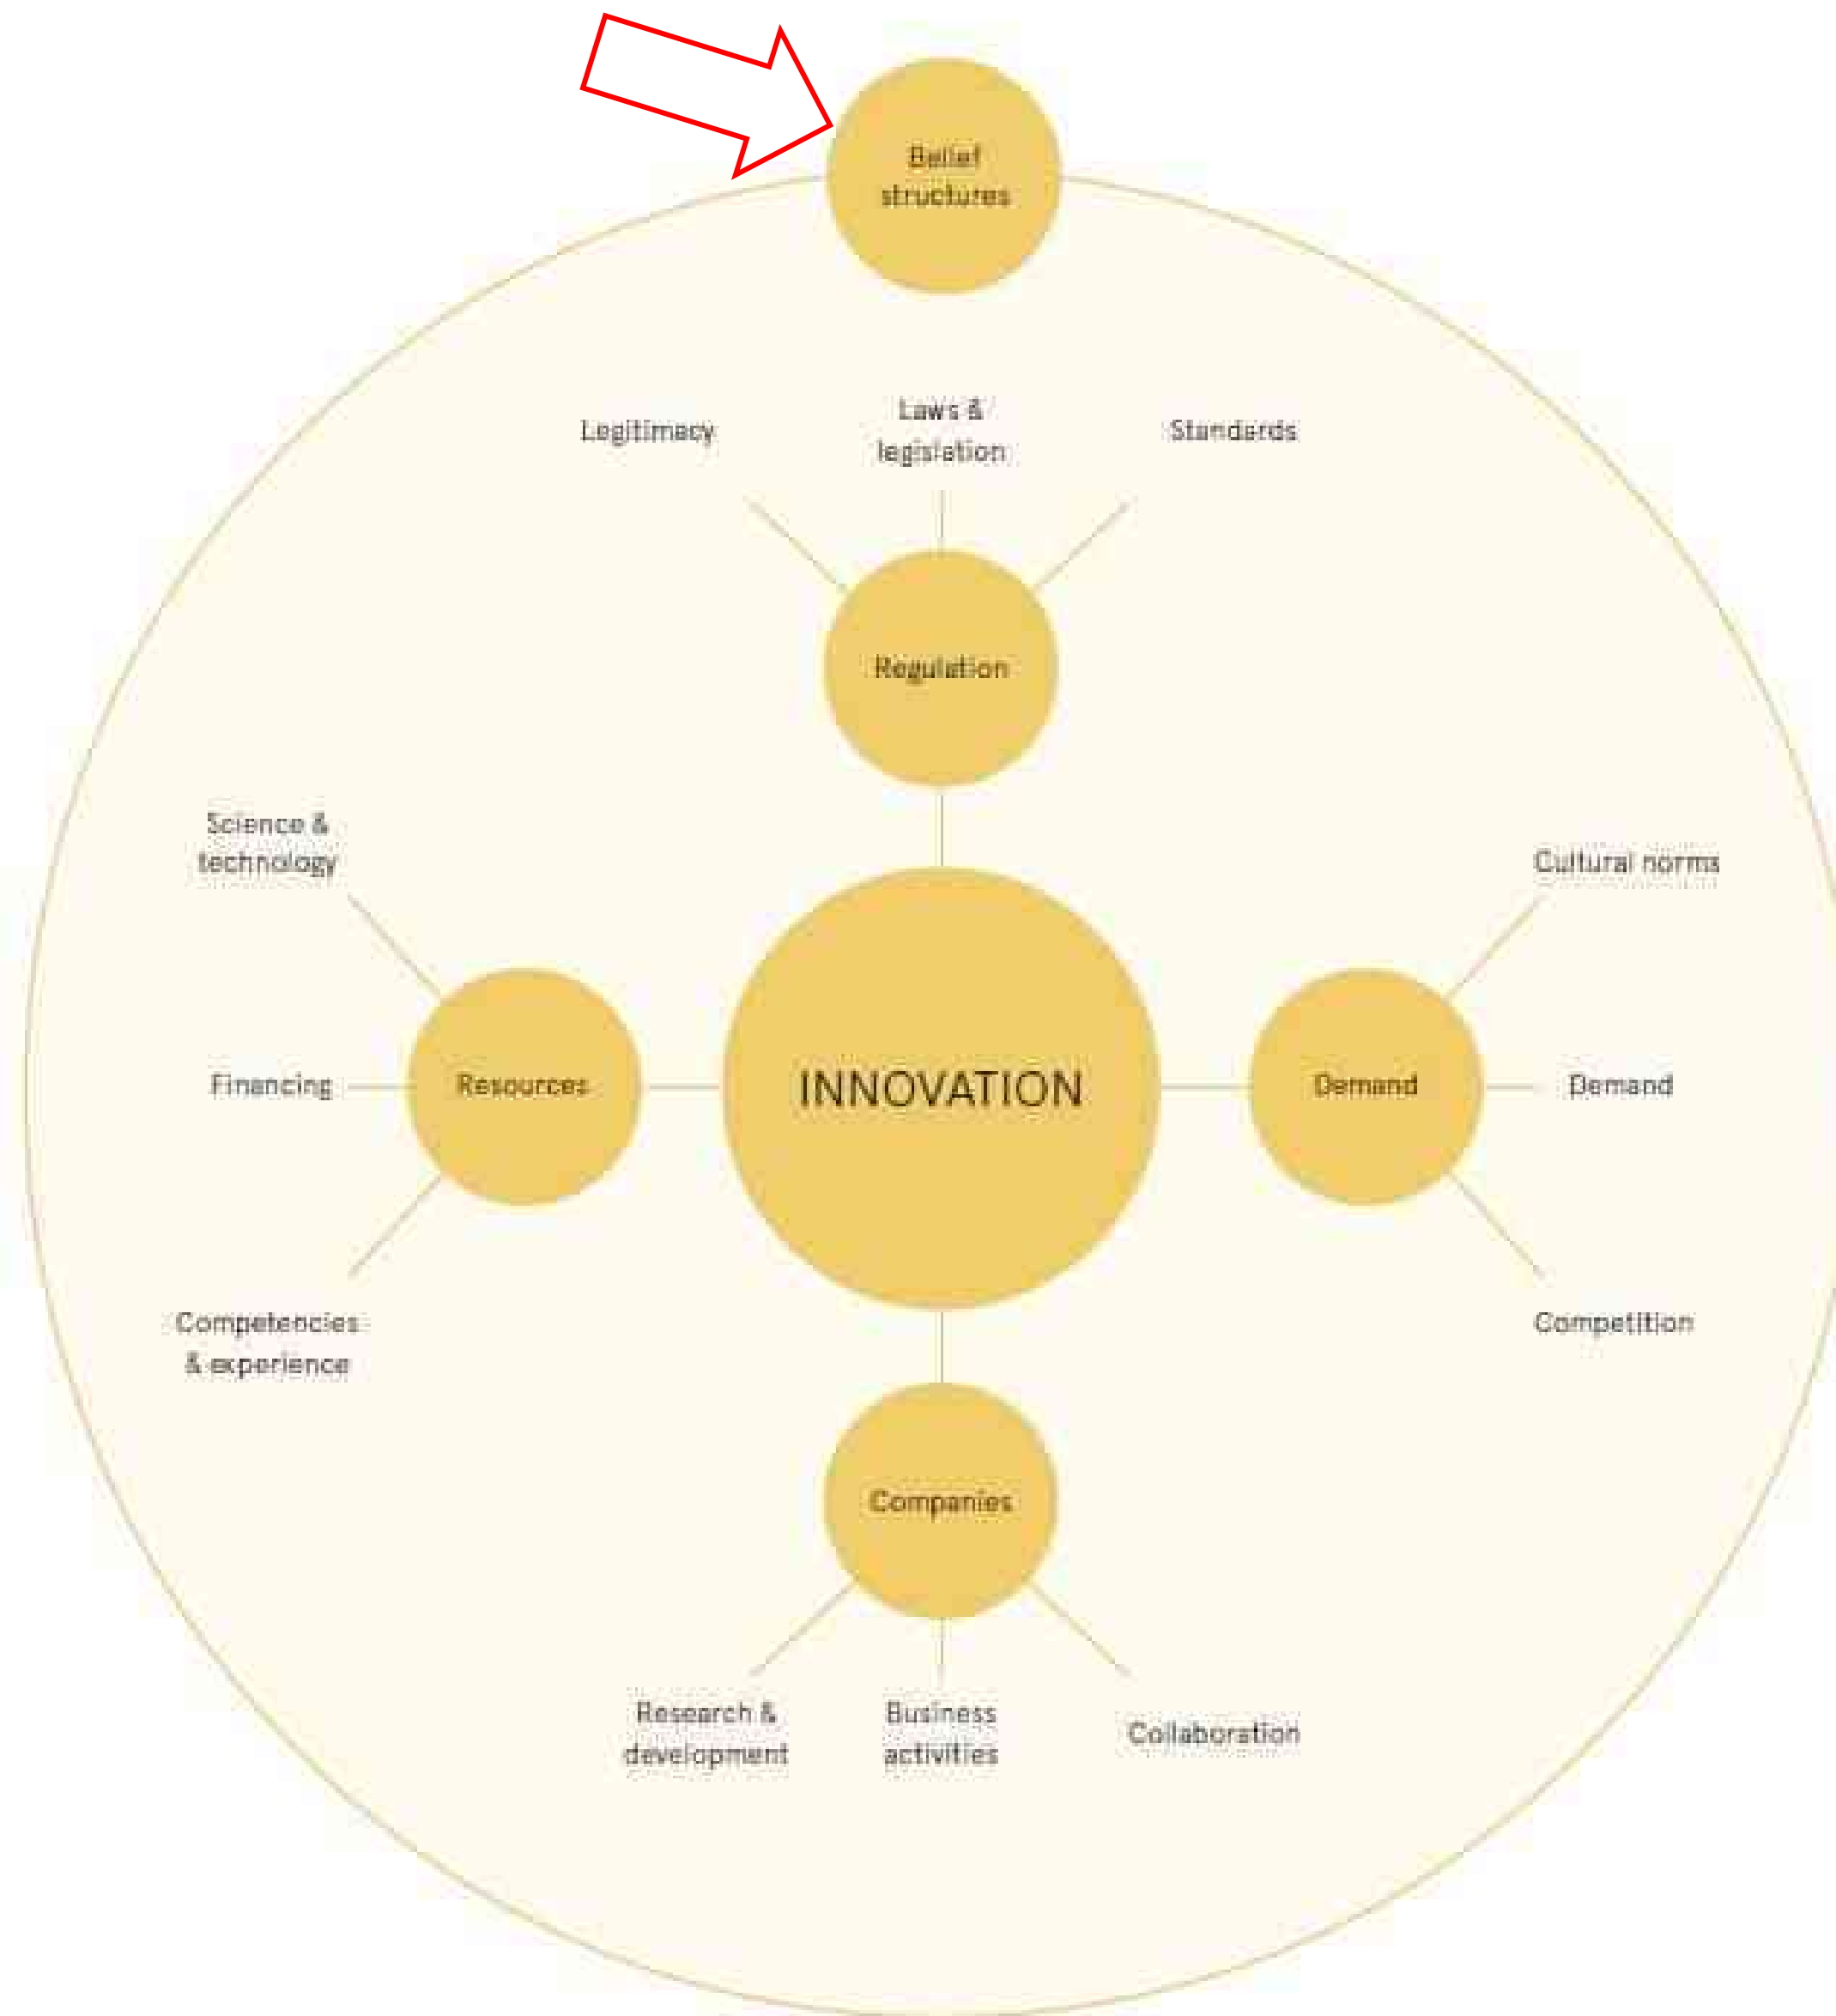 Belief
structures
Legitimacy
Laws &
legislation
Standards
Regulation
Science &
technology
Cultural norms
Financing
Resources
INNOVATION
Demand
Demand
Competencies
& experience
Competition
Companies
Research &
development
Business
activities
Collaboration